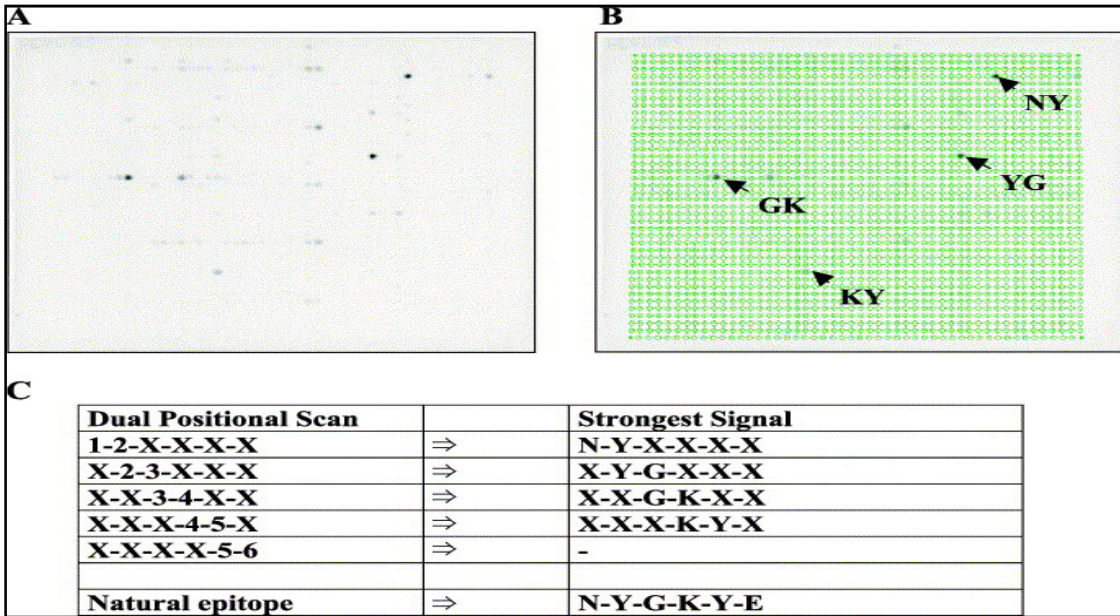 A
B
NY
YG
GK
KY
C
Dual Positional Scan Strongest Signal
1-2-X-X-X-X ⇒ N-Y-X-X-X-X
X-2-3-X-X-X ⇒ X-Y-G-X-X-X
X-X-3-4-X-X ⇒ X-X-G-K-X-X
X-X-X-4-5-X ⇒ X-X-X-K-Y-X
X-X-X-X-5-6 ⇒ -
Natural epitope ⇒ N-Y-G-K-Y-E